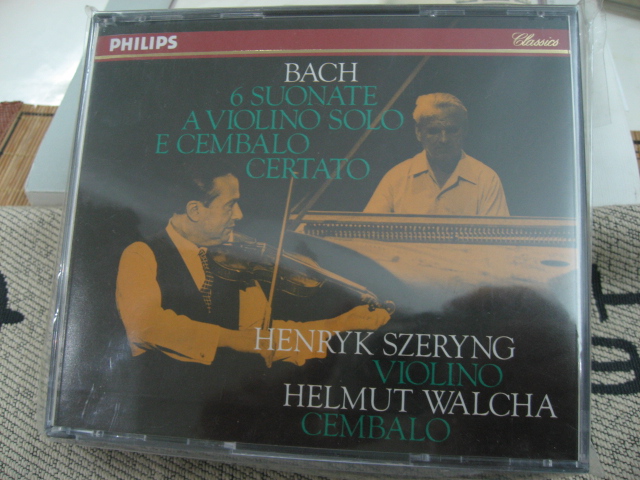 PHILIPS
Classics
BACH
6 SUONATE
A VIOLINO SOLO
E CEMBALO
CERTATO
HENRYK SZERYNG
VIOLINO
HELMUT WALCHA
CEMBALO